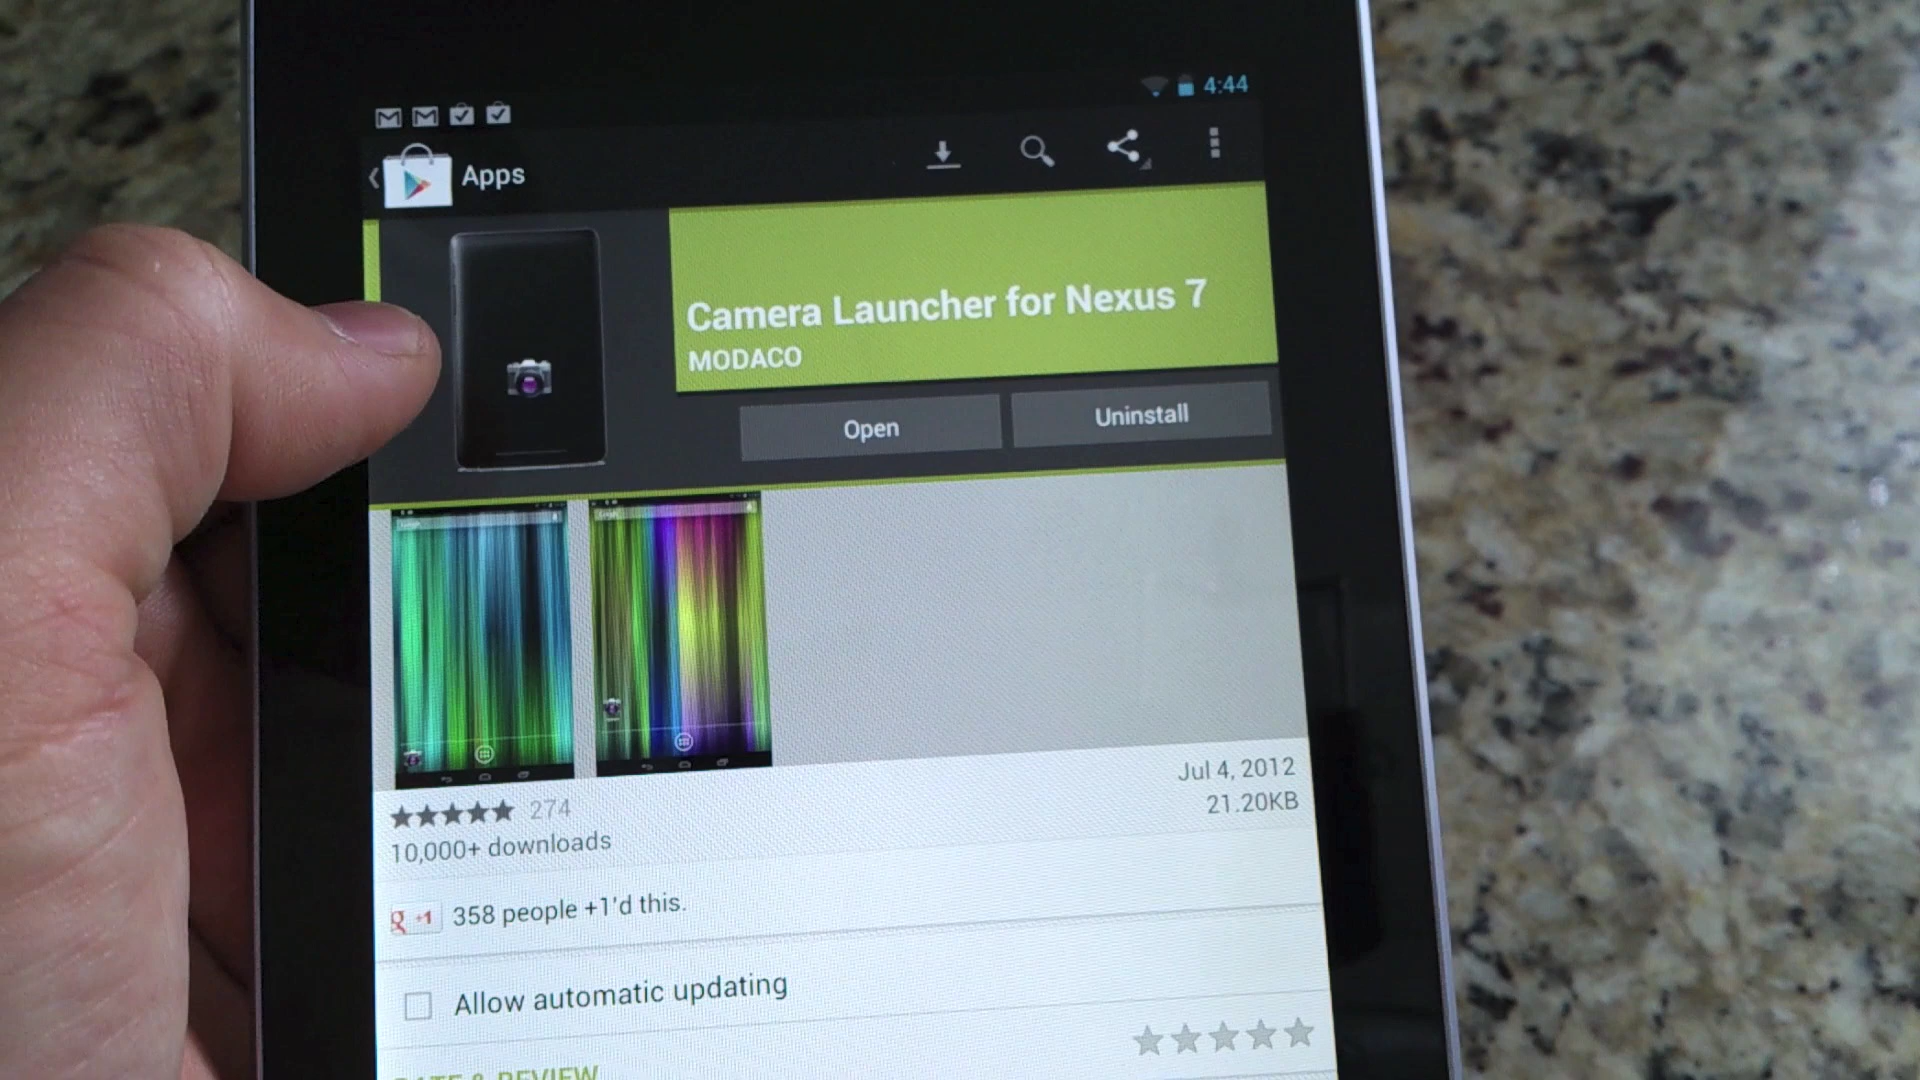 4:44
Apps
Camera Launcher for Nexus 7
MODACO
Open
Uninstall
274
Jul 4, 2012
10,000+ downloads
21.20KB
g +1 358 people +1'd this.
Allow automatic updating
RATE & REVIEW